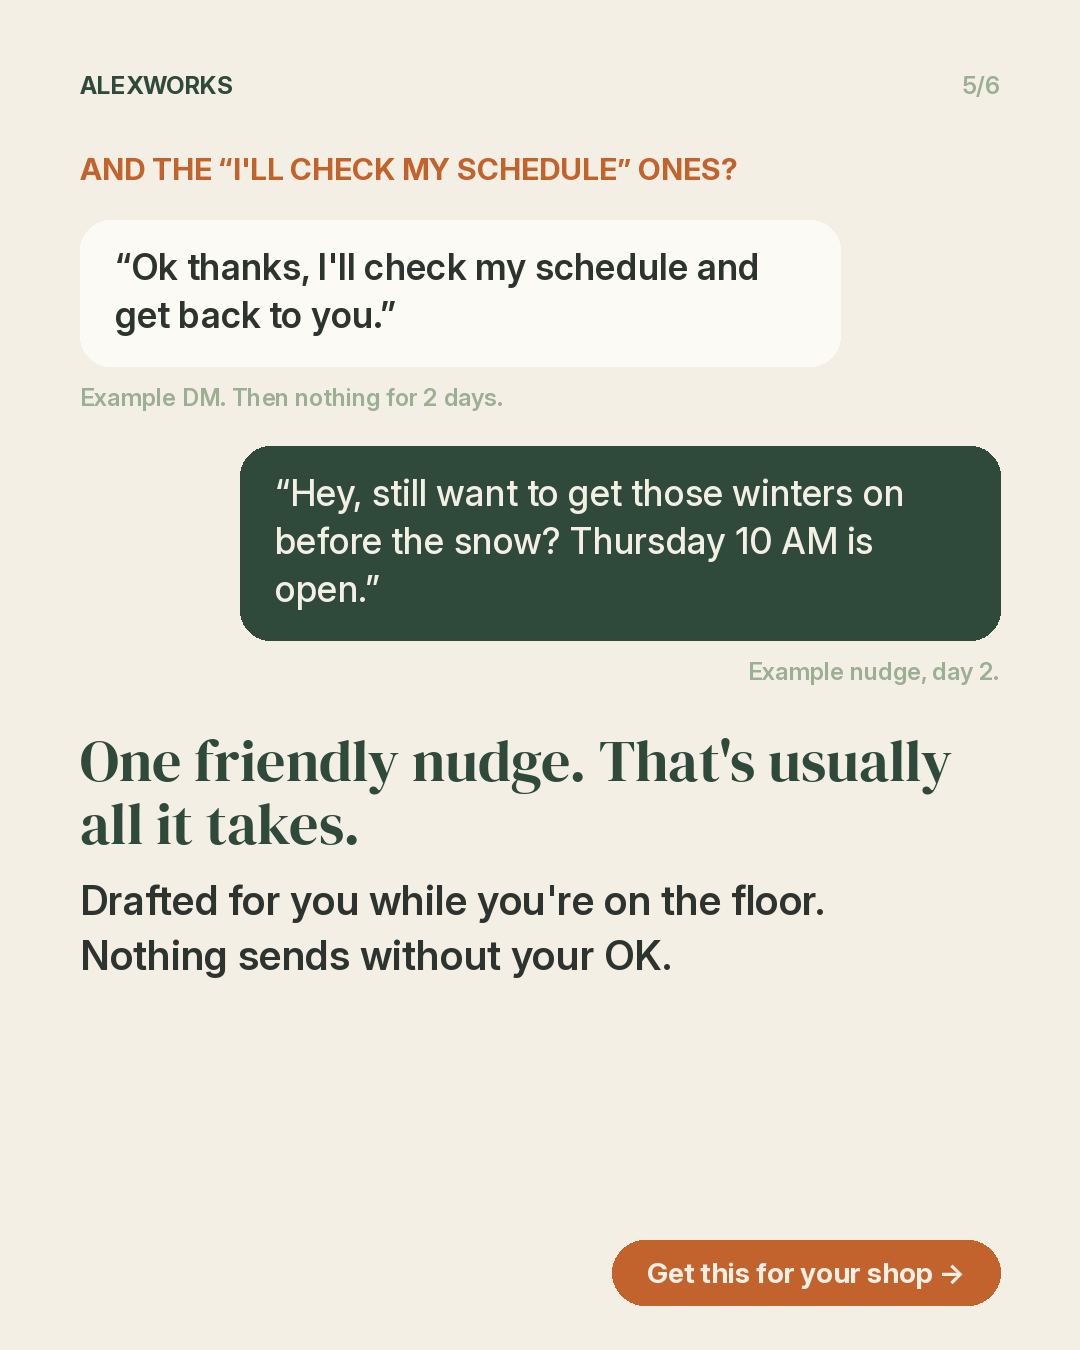 ALEXWORKS
5/6
AND THE “I'LL CHECK MY SCHEDULE” ONES?
“Ok thanks, I'll check my schedule and
get back to you.”
Example DM. Then nothing for 2 days.
“Hey, still want to get those winters on
before the snow? Thursday 10 AM is
open.”
Example nudge, day 2.
One friendly nudge. That's usually
all it takes.
Drafted for you while you're on the floor.
Nothing sends without your OK.
Get this for your shop →